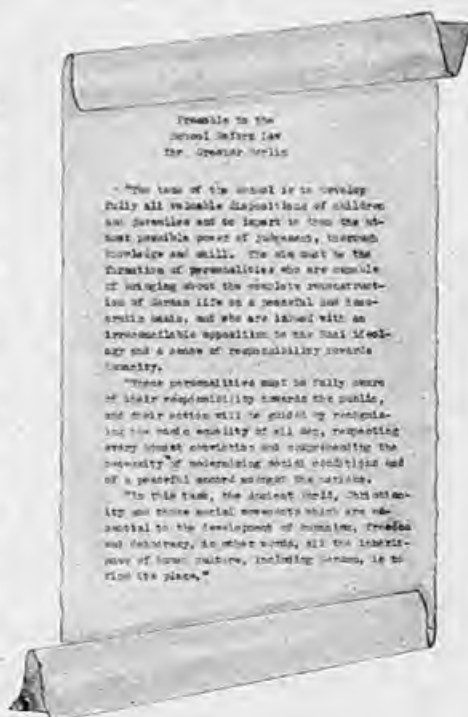 Preamble to the
School Reform Law
for Greater Berlin
"The task of the school is to develop
fully all valuable dispositions of children
and juveniles and to impart to them the ut-
most possible power of judgement, thorough
knowledge and skill. The aim must be the
formation of personalities who are capable
of bringing about the complete reconstruct-
ion of German life on a peaceful and demo-
cratic basis, and who are imbued with an
irreconcilable opposition to the Nazi ideol-
ogy and a sense of responsibility towards
humanity.
"These personalities must be fully aware
of their responsibility towards the public,
and their action will be guided by recogniz-
ing the basic equality of all men, respecting
every honest conviction and comprehending the
necessity of modernizing social conditions and
of a peaceful accord amongst the nations.
"In this task, the Ancient World, Christian-
ity and those social movements which are es-
sential to the development of humanism, freedom
and democracy, in other words, all the inherit-
ance of human culture, including German, is to
find its place."